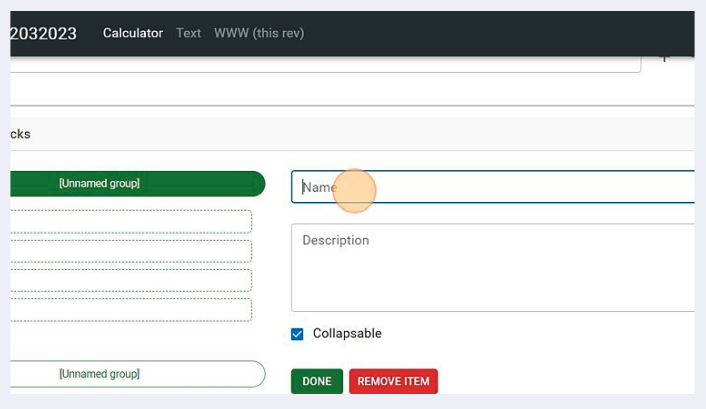 2032023 Calculator Text WWW (this rev)
cks
[Unnamed group]
Name
Description
Collapsable
[Unnamed group]
DONE REMOVE ITEM